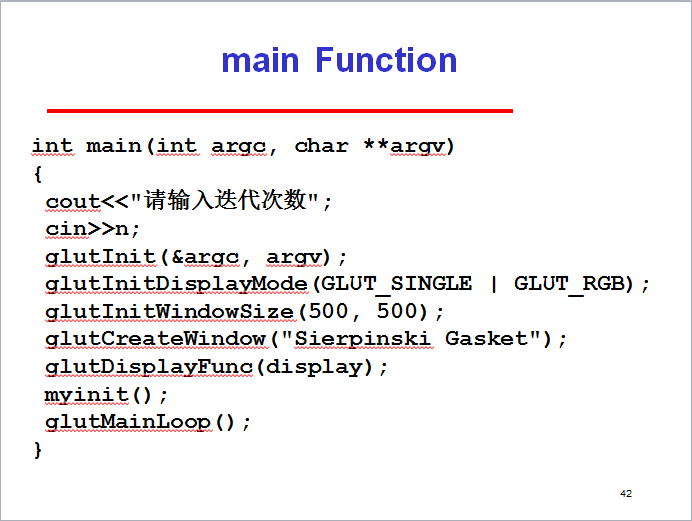 main Function
int main(int argc, char **argv)
{
cout<<"请输入迭代次数";
cin>>n;
glutInit(&argc, argv);
glutInitDisplayMode(GLUT_SINGLE | GLUT_RGB);
glutInitWindowSize(500, 500);
glutCreateWindow("Sierpinski Gasket");
glutDisplayFunc(display);
myinit();
glutMainLoop();
}
42